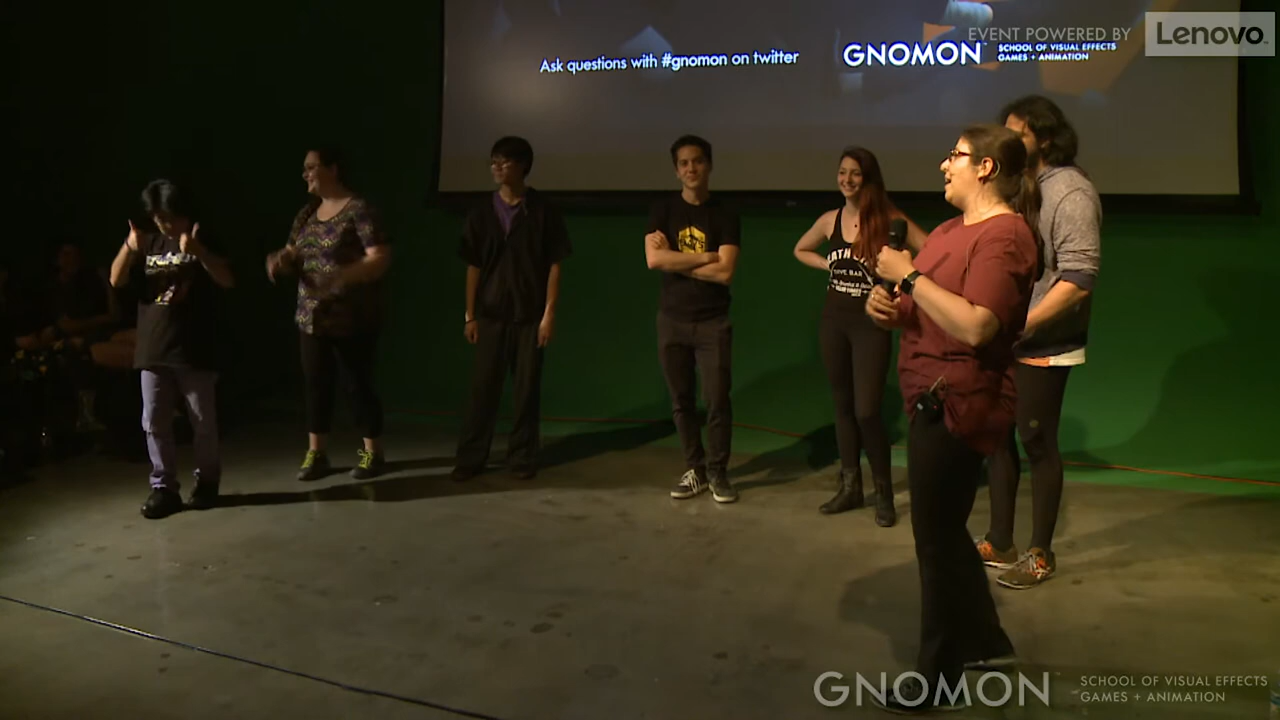 EVENT POWERED BY Lenovo.
Ask questions with #gnomon on twitter
GNOMON™ SCHOOL OF VISUAL EFFECTS
GAMES + ANIMATION
GNOMON SCHOOL OF VISUAL EFFECTS
GAMES + ANIMATION